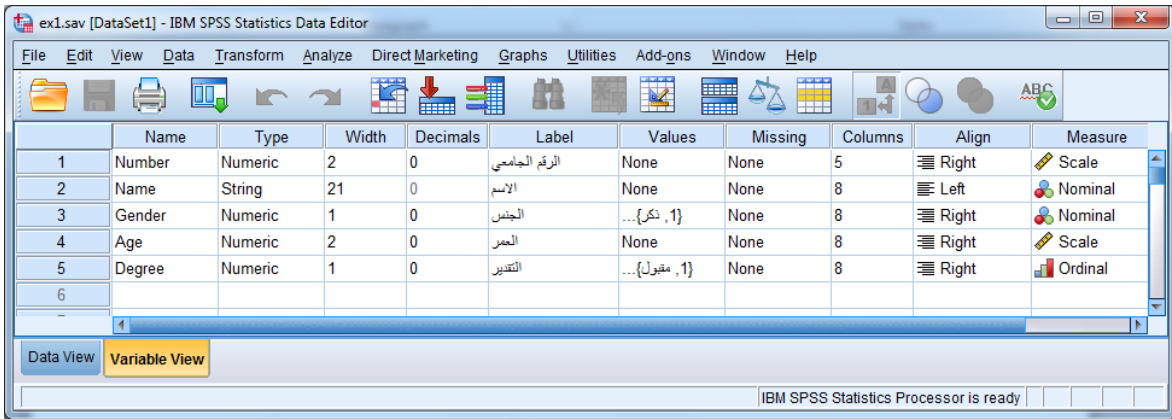 ex1.sav [DataSet1] - IBM SPSS Statistics Data Editor
File Edit View Data Transform Analyze Direct Marketing Graphs Utilities Add-ons Window Help
A 1 4 ABC
Name Type Width Decimals Label Values Missing Columns Align Measure
1 Number Numeric 2 0 الرقم الجامعي None None 5 Right Scale
2 Name String 21 0 الاسم None None 8 Left Nominal
3 Gender Numeric 1 0 الجنس {1, ذكر}... None 8 Right Nominal
4 Age Numeric 2 0 العمر None None 8 Right Scale
5 Degree Numeric 1 0 التقدير {1, مقبول}... None 8 Right Ordinal
6
Data View Variable View
IBM SPSS Statistics Processor is ready